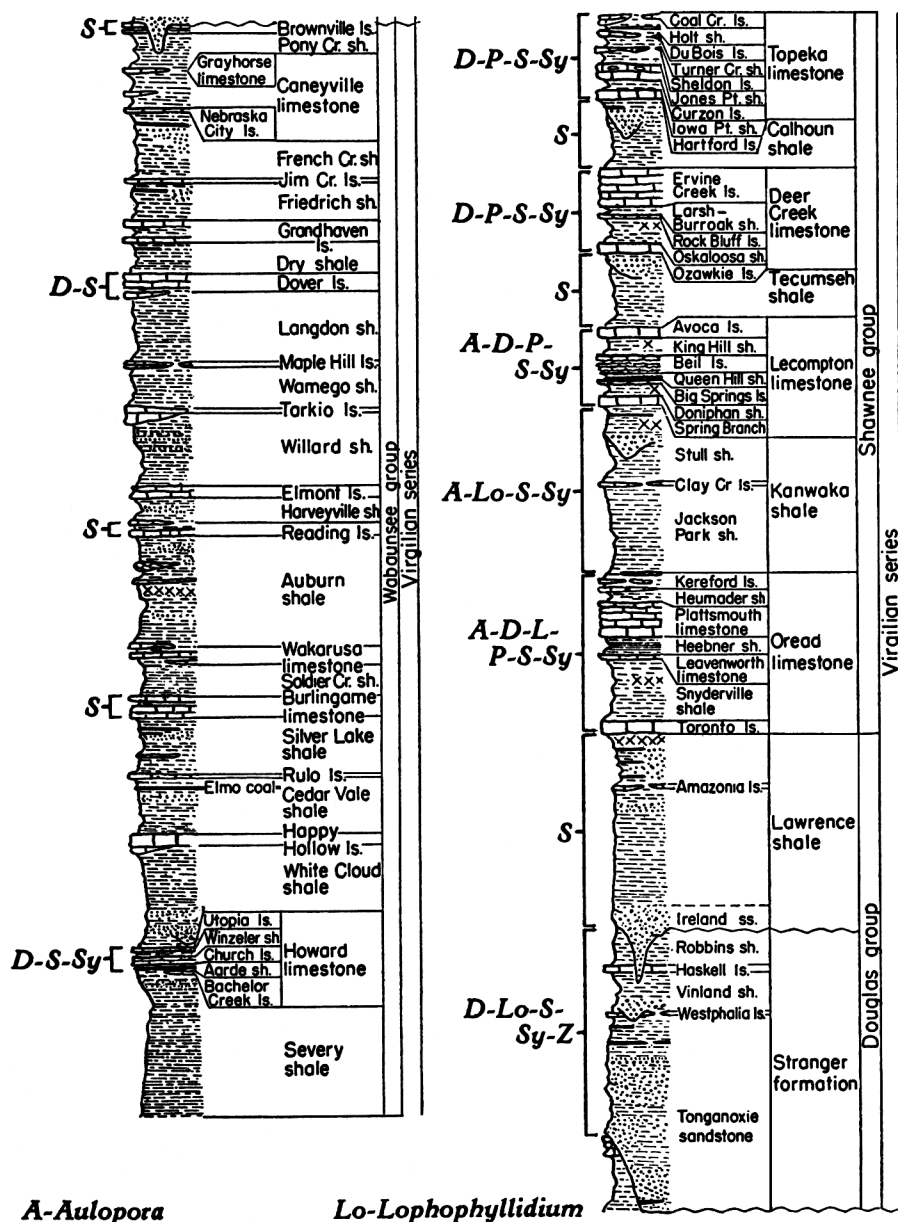 S
Brownville ls.
Pony Cr. sh.
Grayhorse
limestone
Caneyville
limestone
Nebraska
City ls.
French Cr. sh
Jim Cr. ls.
Friedrich sh.
Grandhaven
ls.
Dry shale
D-S
Dover ls.
Langdon sh.
Maple Hill ls.
Wamego sh.
Tarkio ls.
Willard sh.
Elmont ls.
Harveyville sh
S
Reading ls.
Auburn
shale
Wakarusa
limestone
Soldier Cr. sh.
S
Burlingame
limestone
Silver Lake
shale
Rulo ls.
Elmo coal
Cedar Vale
shale
Happy
Hollow ls.
White Cloud
shale
D-S-Sy
Utopia ls.
Winzeler sh
Church ls.
Aarde sh.
Bachelor
Creek ls.
Howard
limestone
Severy
shale
Wabaunsee group
Virgilian series
D-P-S-Sy
Coal Cr. ls.
Holt sh.
Du Bois ls.
Turner Cr. sh.
Sheldon ls.
Jones Pt. sh.
Curzon ls.
Iowa Pt. sh.
Hartford ls.
Topeka
limestone
S
Calhoun
shale
D-P-S-Sy
Ervine
Creek ls.
Larsh-
Burroak sh.
Rock Bluff ls.
Oskaloosa sh.
Ozawkie ls.
Deer
Creek
limestone
S
Tecumseh
shale
A-D-P-
S-Sy
Avoca ls.
King Hill sh.
Beil ls.
Queen Hill sh.
Big Springs ls.
Doniphan sh.
Spring Branch
Lecompton
limestone
A-Lo-S-Sy
Stull sh.
Clay Cr ls.
Jackson
Park sh.
Kanwaka
shale
A-D-L-
P-S-Sy
Kereford ls.
Heumader sh
Plattsmouth
limestone
Heebner sh.
Leavenworth
limestone
Snyderville
shale
Toronto ls.
Oread
limestone
Shawnee group
S
Amazonia ls.
Lawrence
shale
Ireland ss.
D-Lo-S-
Sy-Z
Robbins sh.
Haskell ls.
Vinland sh.
Westphalia ls.
Tonganoxie
sandstone
Stranger
formation
Douglas group
Virgilian series
A-Aulopora
Lo-Lophophyllidium